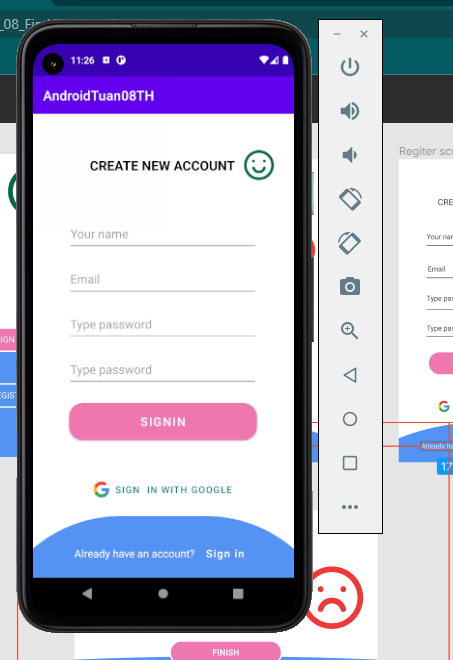 _08_Fi
11:26
AndroidTuan08TH
CREATE NEW ACCOUNT
Your name
Email
Type password
Type password
SIGNIN
SIGN IN WITH GOOGLE
Already have an account? Sign in
Regiter scr
CRE
Your nam
Email
Type pas
Type pas
Already ha
17
IGN
EGIS
FINISH